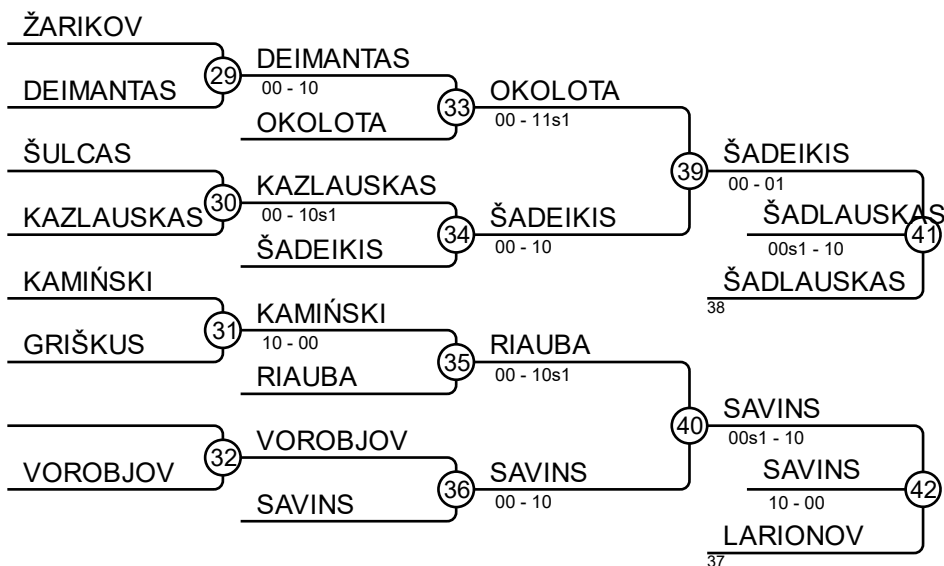 ŽARIKOV
29
DEIMANTAS
DEIMANTAS
00 - 10
33
OKOLOTA
OKOLOTA
00 - 11s1
ŠULCAS
30
KAZLAUSKAS
KAZLAUSKAS
00 - 10s1
34
ŠADEIKIS
ŠADEIKIS
00 - 10
39
ŠADEIKIS
00 - 01
ŠADLAUSKAS
41
00s1 - 10
ŠADLAUSKAS
38
KAMIŃSKI
31
GRIŠKUS
KAMIŃSKI
10 - 00
35
RIAUBA
RIAUBA
00 - 10s1
32
VOROBJOV
VOROBJOV
36
SAVINS
SAVINS
00 - 10
40
SAVINS
00s1 - 10
SAVINS
42
10 - 00
LARIONOV
37